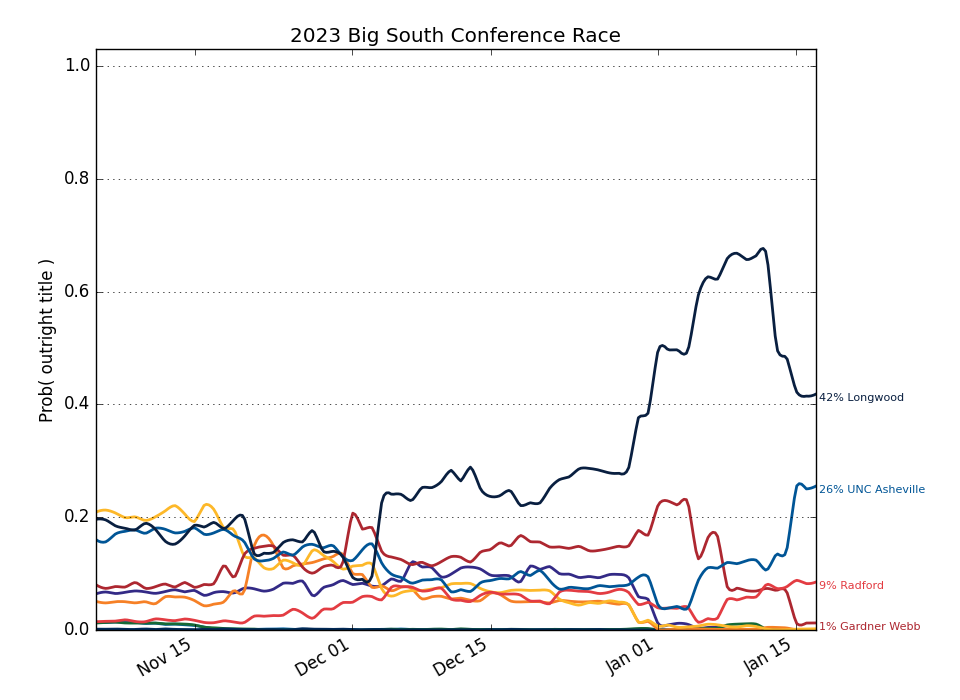 2023 Big South Conference Race
Prob( outright title )
1.0
0.8
0.6
0.4
0.2
0.0
42% Longwood
26% UNC Asheville
9% Radford
1% Gardner Webb
Nov 15
Dec 01
Dec 15
Jan 01
Jan 15